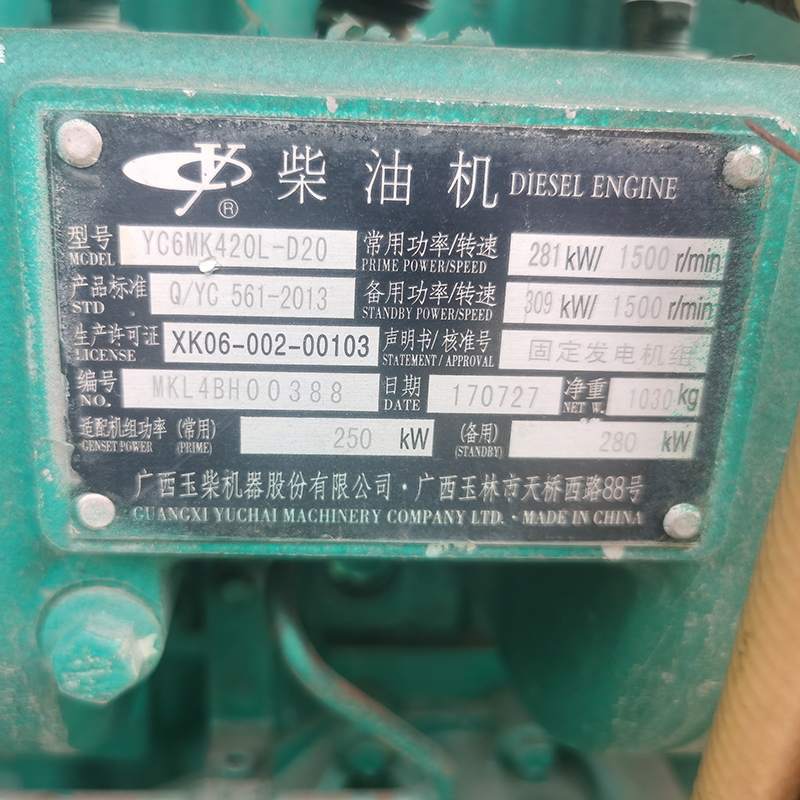 柴油机 DIESEL ENGINE
®
型号 YC6MK420L-D20 常用功率/转速 281kW/ 1500 r/min
MODEL PRIME POWER/SPEED
产品标准 Q/YC 561-2013 备用功率/转速 309kW/ 1500 r/min
STD STANDBY POWER/SPEED
生产许可证 XK06-002-00103 声明书/核准号 固定发电机组
LICENSE STATEMENT/APPROVAL
编号 MKL4BH00388 日期 170727 净重 1030kg
NO. DATE NET W.
适配机组功率 (常用) 250 kW (备用) 280 kW
GENSET POWER (PRIME) (STANDBY)
广西玉柴机器股份有限公司·广西玉林市天桥西路88号
GUANGXI YUCHAI MACHINERY COMPANY LTD. · MADE IN CHINA